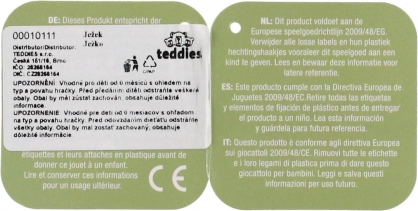 DE: Dieses Produkt entspricht der
00010111
Ježek
Ježko
Distributor/Distributor:
TEDDIES s.r.o.
Česká 151/16, Brno
teddies
C/PAP
UPOZORNĚNÍ: Vhodné pro děti od 0 měsíců s ohledem na
typ a povahu hračky. Před předáním dítěti odstraňte veškeré
obaly. Obal by měl zůstat zachován, obsahuje důležité
informace.
UPOZORNENIE: Vhodné pre deti od 0 mesiacov s ohľadom na
typ a povahu hračky. Pred odovzdaním dieťaťu odstráňte všetky
obaly. Obal by mal zostať zachovaný, obsahuje dôležité
informácie.
étiquettes et leurs attaches en plastique avant de
donner ce jouet à un enfant.
Lire et conserver ces informations
pour un usage ultérieur.
CE
NL: Dit product voldoet aan de
Europese speelgoedrichtlijn 2009/48/EG.
Verwijder alle losse labels en hun plastiek
hechtingshaakjes vooraleer dit speelgoed aan een
kind te geven. Lees en bewaar deze informatie voor
latere referentie.
ES: Este producto cumple con la Directiva Europea de
Juguetes 2009/48/EC.Retire todas las etiquetas
y elementos de fijación de plástico antes de entregar
el producto a un niño. Lea esta información
y guárdela para futura referencia.
IT: Questo prodotto è conforme agli direttiva Europea
sui giocattoli 2009/48/CE. Rimuovi tutte le etichette
e i loro legami di plastica prima di dare questo
giocattolo per bambini. Leggi e salva questi
informazioni per uso futuro.